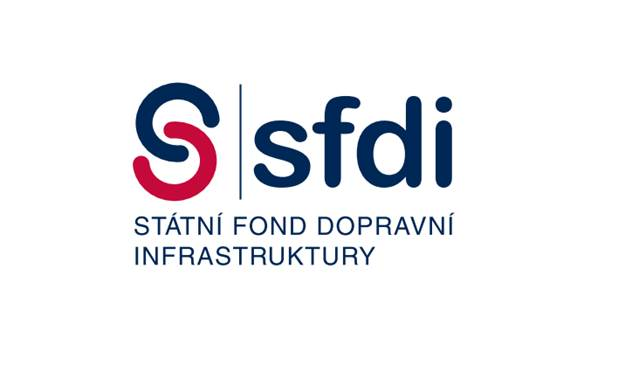 sfdi
STÁTNÍ FOND DOPRAVNÍ
INFRASTRUKTURY